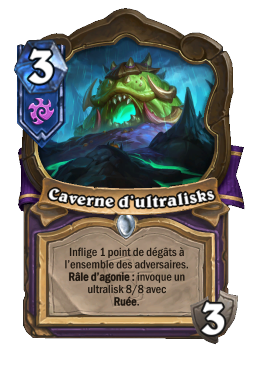 3
Caverne d'ultralisks
Inflige 1 point de dégâts à
l'ensemble des adversaires.
Râle d'agonie : invoque un
ultralisk 8/8 avec
Ruée.
3